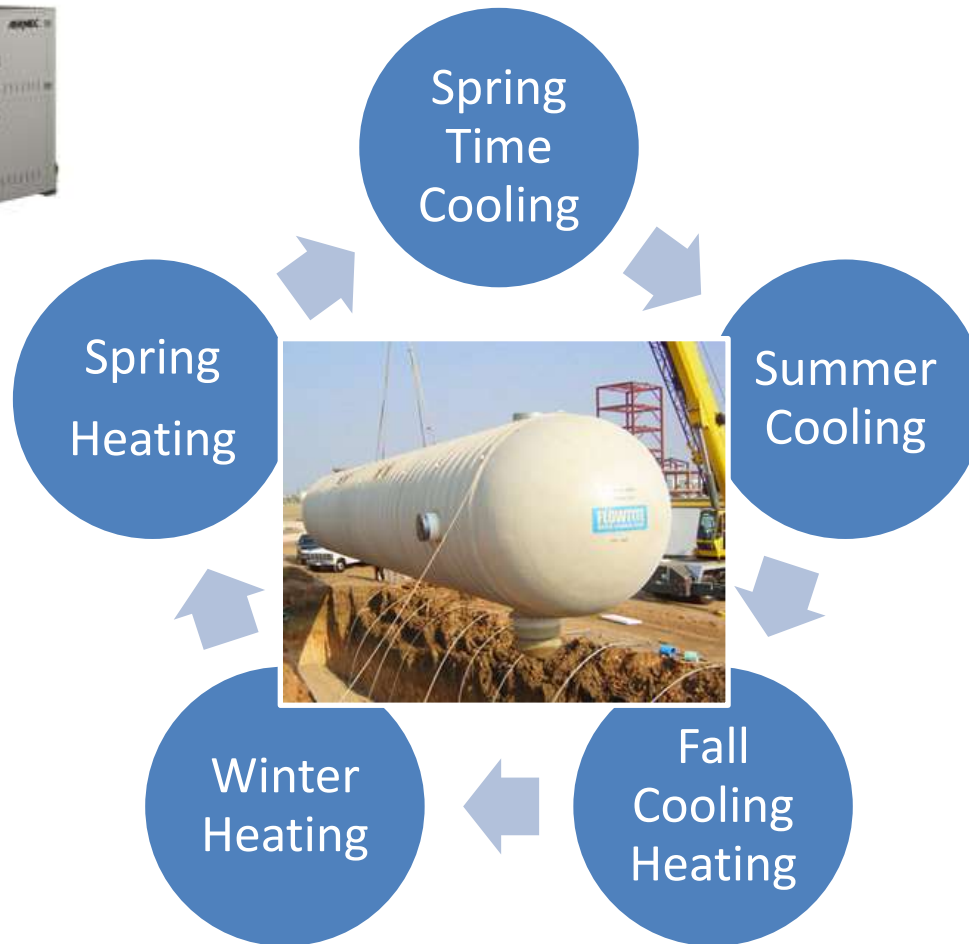 Spring
Time
Cooling
Spring
Heating
Summer
Cooling
FLOWTITE
Winter
Heating
Fall
Cooling
Heating